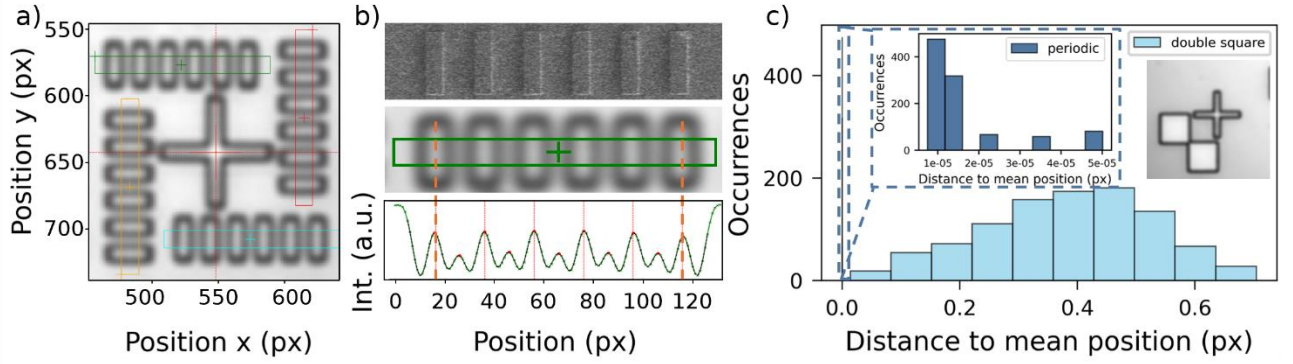 a)
Position y (px)
550
600
650
700
500
550
600
Position x (px)
b)
Int. (a.u.)
0
20
40
60
80
100
120
Position (px)
c)
Occurrences
400
200
0
0.0
0.2
0.4
0.6
Distance to mean position (px)
double square
periodic
Occurrences
400
200
0
1e-05
2e-05
3e-05
4e-05
5e-05
Distance to mean position (px)